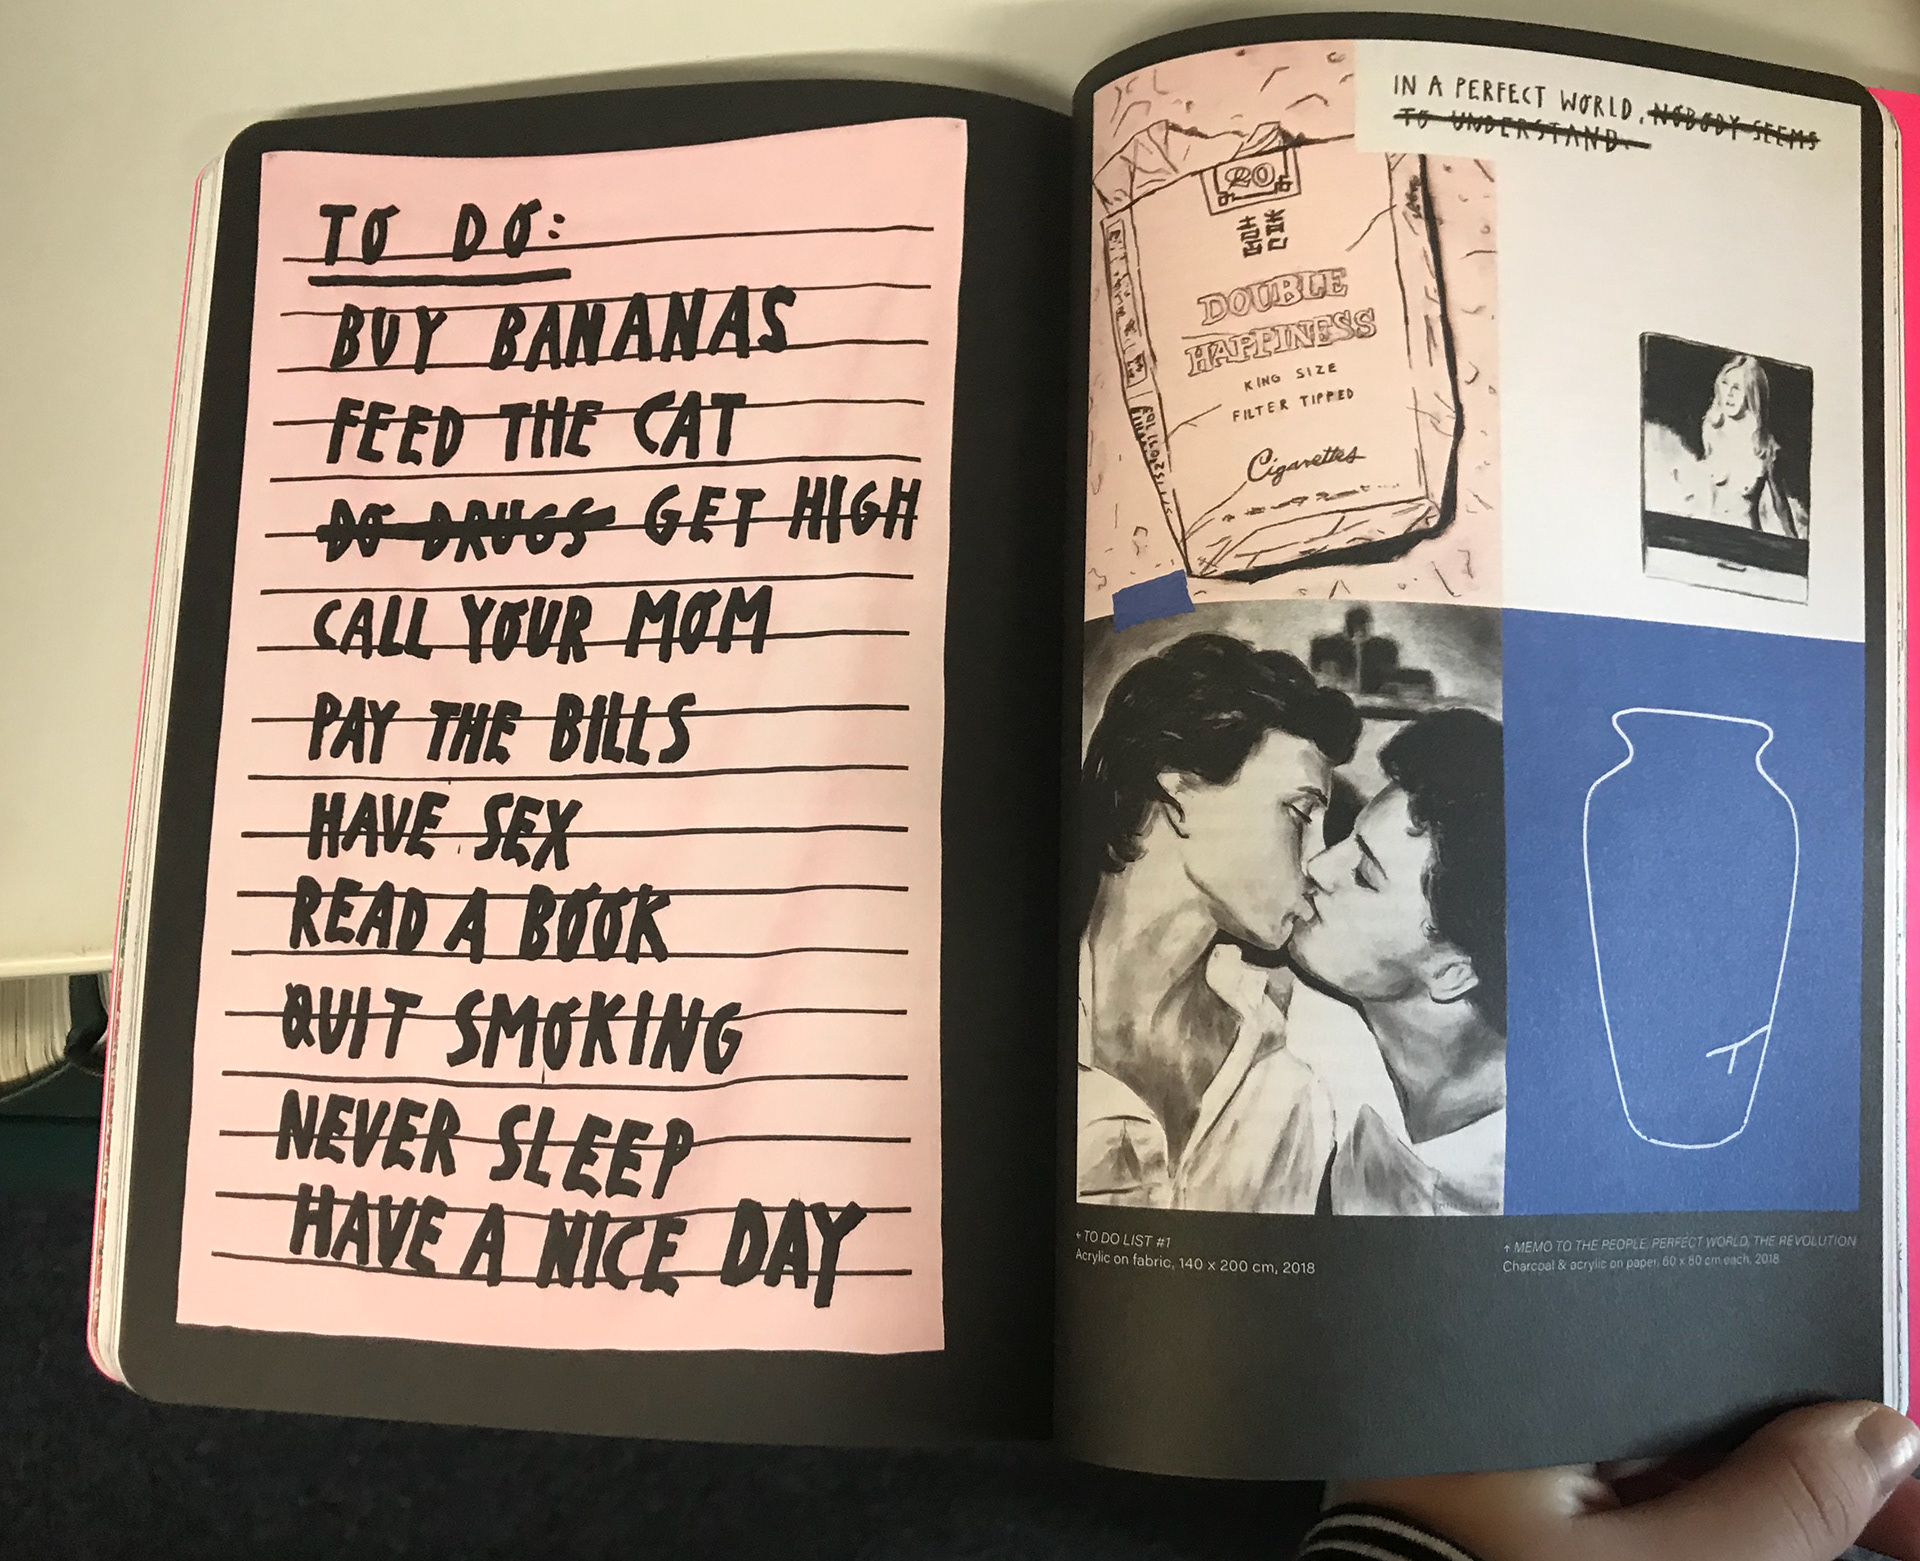 TO DO:
BUY BANANAS
FEED THE CAT
DO DRUGS GET HIGH
CALL YOUR MOM
PAY THE BILLS
HAVE SEX
READ A BOOK
QUIT SMOKING
NEVER SLEEP
HAVE A NICE DAY
IN A PERFECT WORLD, NOBODY SEEMS
TO UNDERSTAND.
20
囍
DOUBLE
HAPPINESS
KING SIZE
FILTER TIPPED
Cigarettes
← TO DO LIST #1
Acrylic on fabric, 140 x 200 cm, 2018
↑ MEMO TO THE PEOPLE, PERFECT WORLD, THE REVOLUTION
Charcoal & acrylic on paper, 60 x 80 cm each, 2018